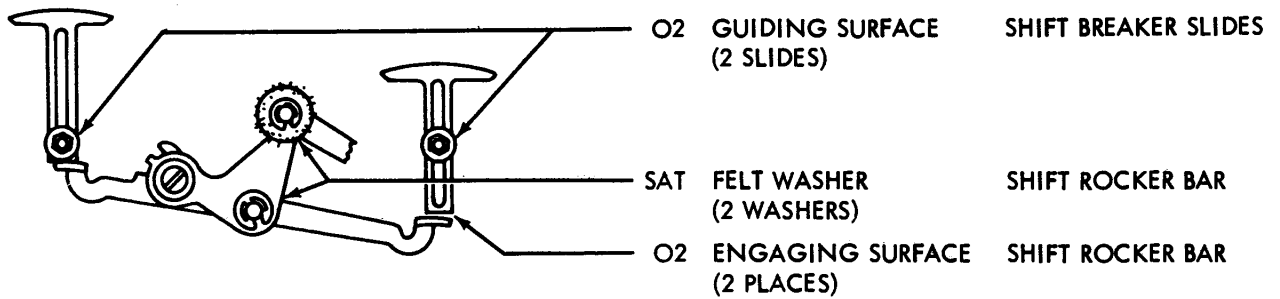 O2 GUIDING SURFACE SHIFT BREAKER SLIDES
(2 SLIDES)
SAT FELT WASHER SHIFT ROCKER BAR
(2 WASHERS)
O2 ENGAGING SURFACE SHIFT ROCKER BAR
(2 PLACES)